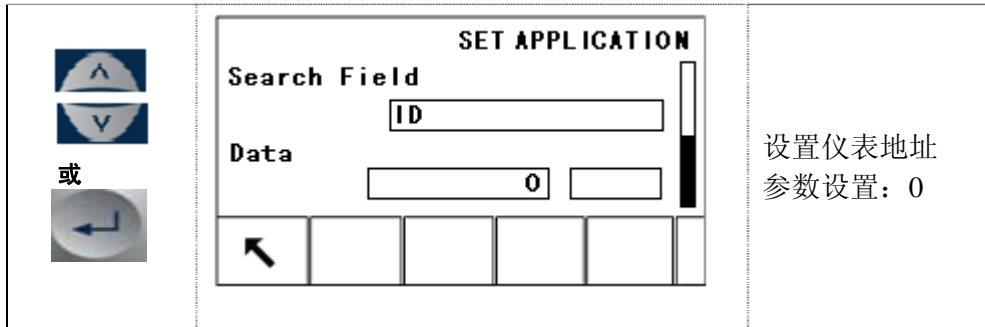 或
SET APPLICATION
Search Field
ID
Data
0
设置仪表地址
参数设置：0